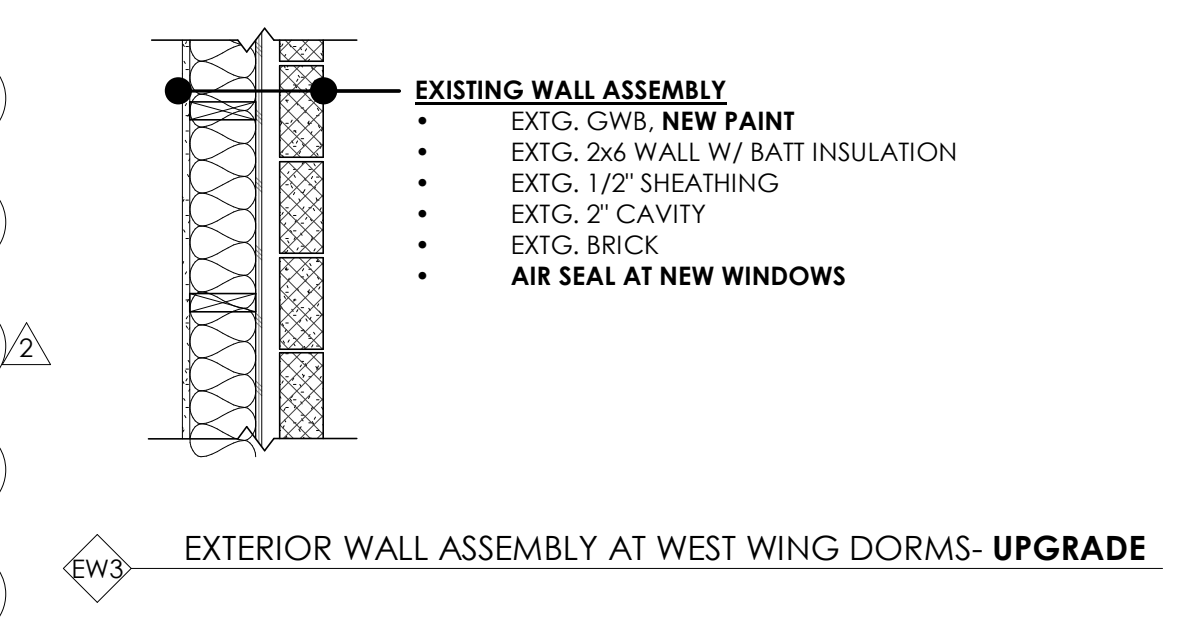 EXISTING WALL ASSEMBLY
• EXTG. GWB, NEW PAINT
• EXTG. 2x6 WALL W/ BATT INSULATION
• EXTG. 1/2" SHEATHING
• EXTG. 2" CAVITY
• EXTG. BRICK
• AIR SEAL AT NEW WINDOWS
2
EW3
EXTERIOR WALL ASSEMBLY AT WEST WING DORMS- UPGRADE